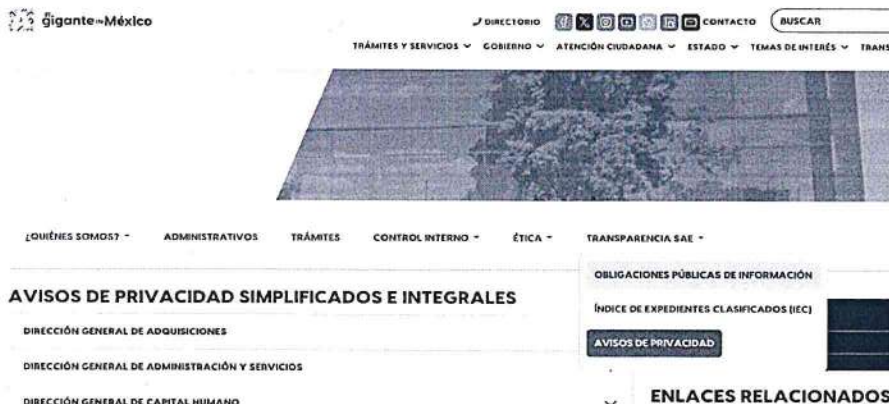 gigante de México
DIRECTORIO CONTACTO BUSCAR
TRÁMITES Y SERVICIOS GOBIERNO ATENCIÓN CIUDADANA ESTADO TEMAS DE INTERÉS TRANS
¿QUIÉNES SOMOS? ADMINISTRATIVOS TRÁMITES CONTROL INTERNO ÉTICA TRANSPARENCIA SAE
OBLIGACIONES PÚBLICAS DE INFORMACIÓN
ÍNDICE DE EXPEDIENTES CLASIFICADOS (IEC)
AVISOS DE PRIVACIDAD
AVISOS DE PRIVACIDAD SIMPLIFICADOS E INTEGRALES
DIRECCIÓN GENERAL DE ADQUISICIONES
DIRECCIÓN GENERAL DE ADMINISTRACIÓN Y SERVICIOS
DIRECCIÓN GENERAL DE CAPITAL HUMANO
ENLACES RELACIONADOS